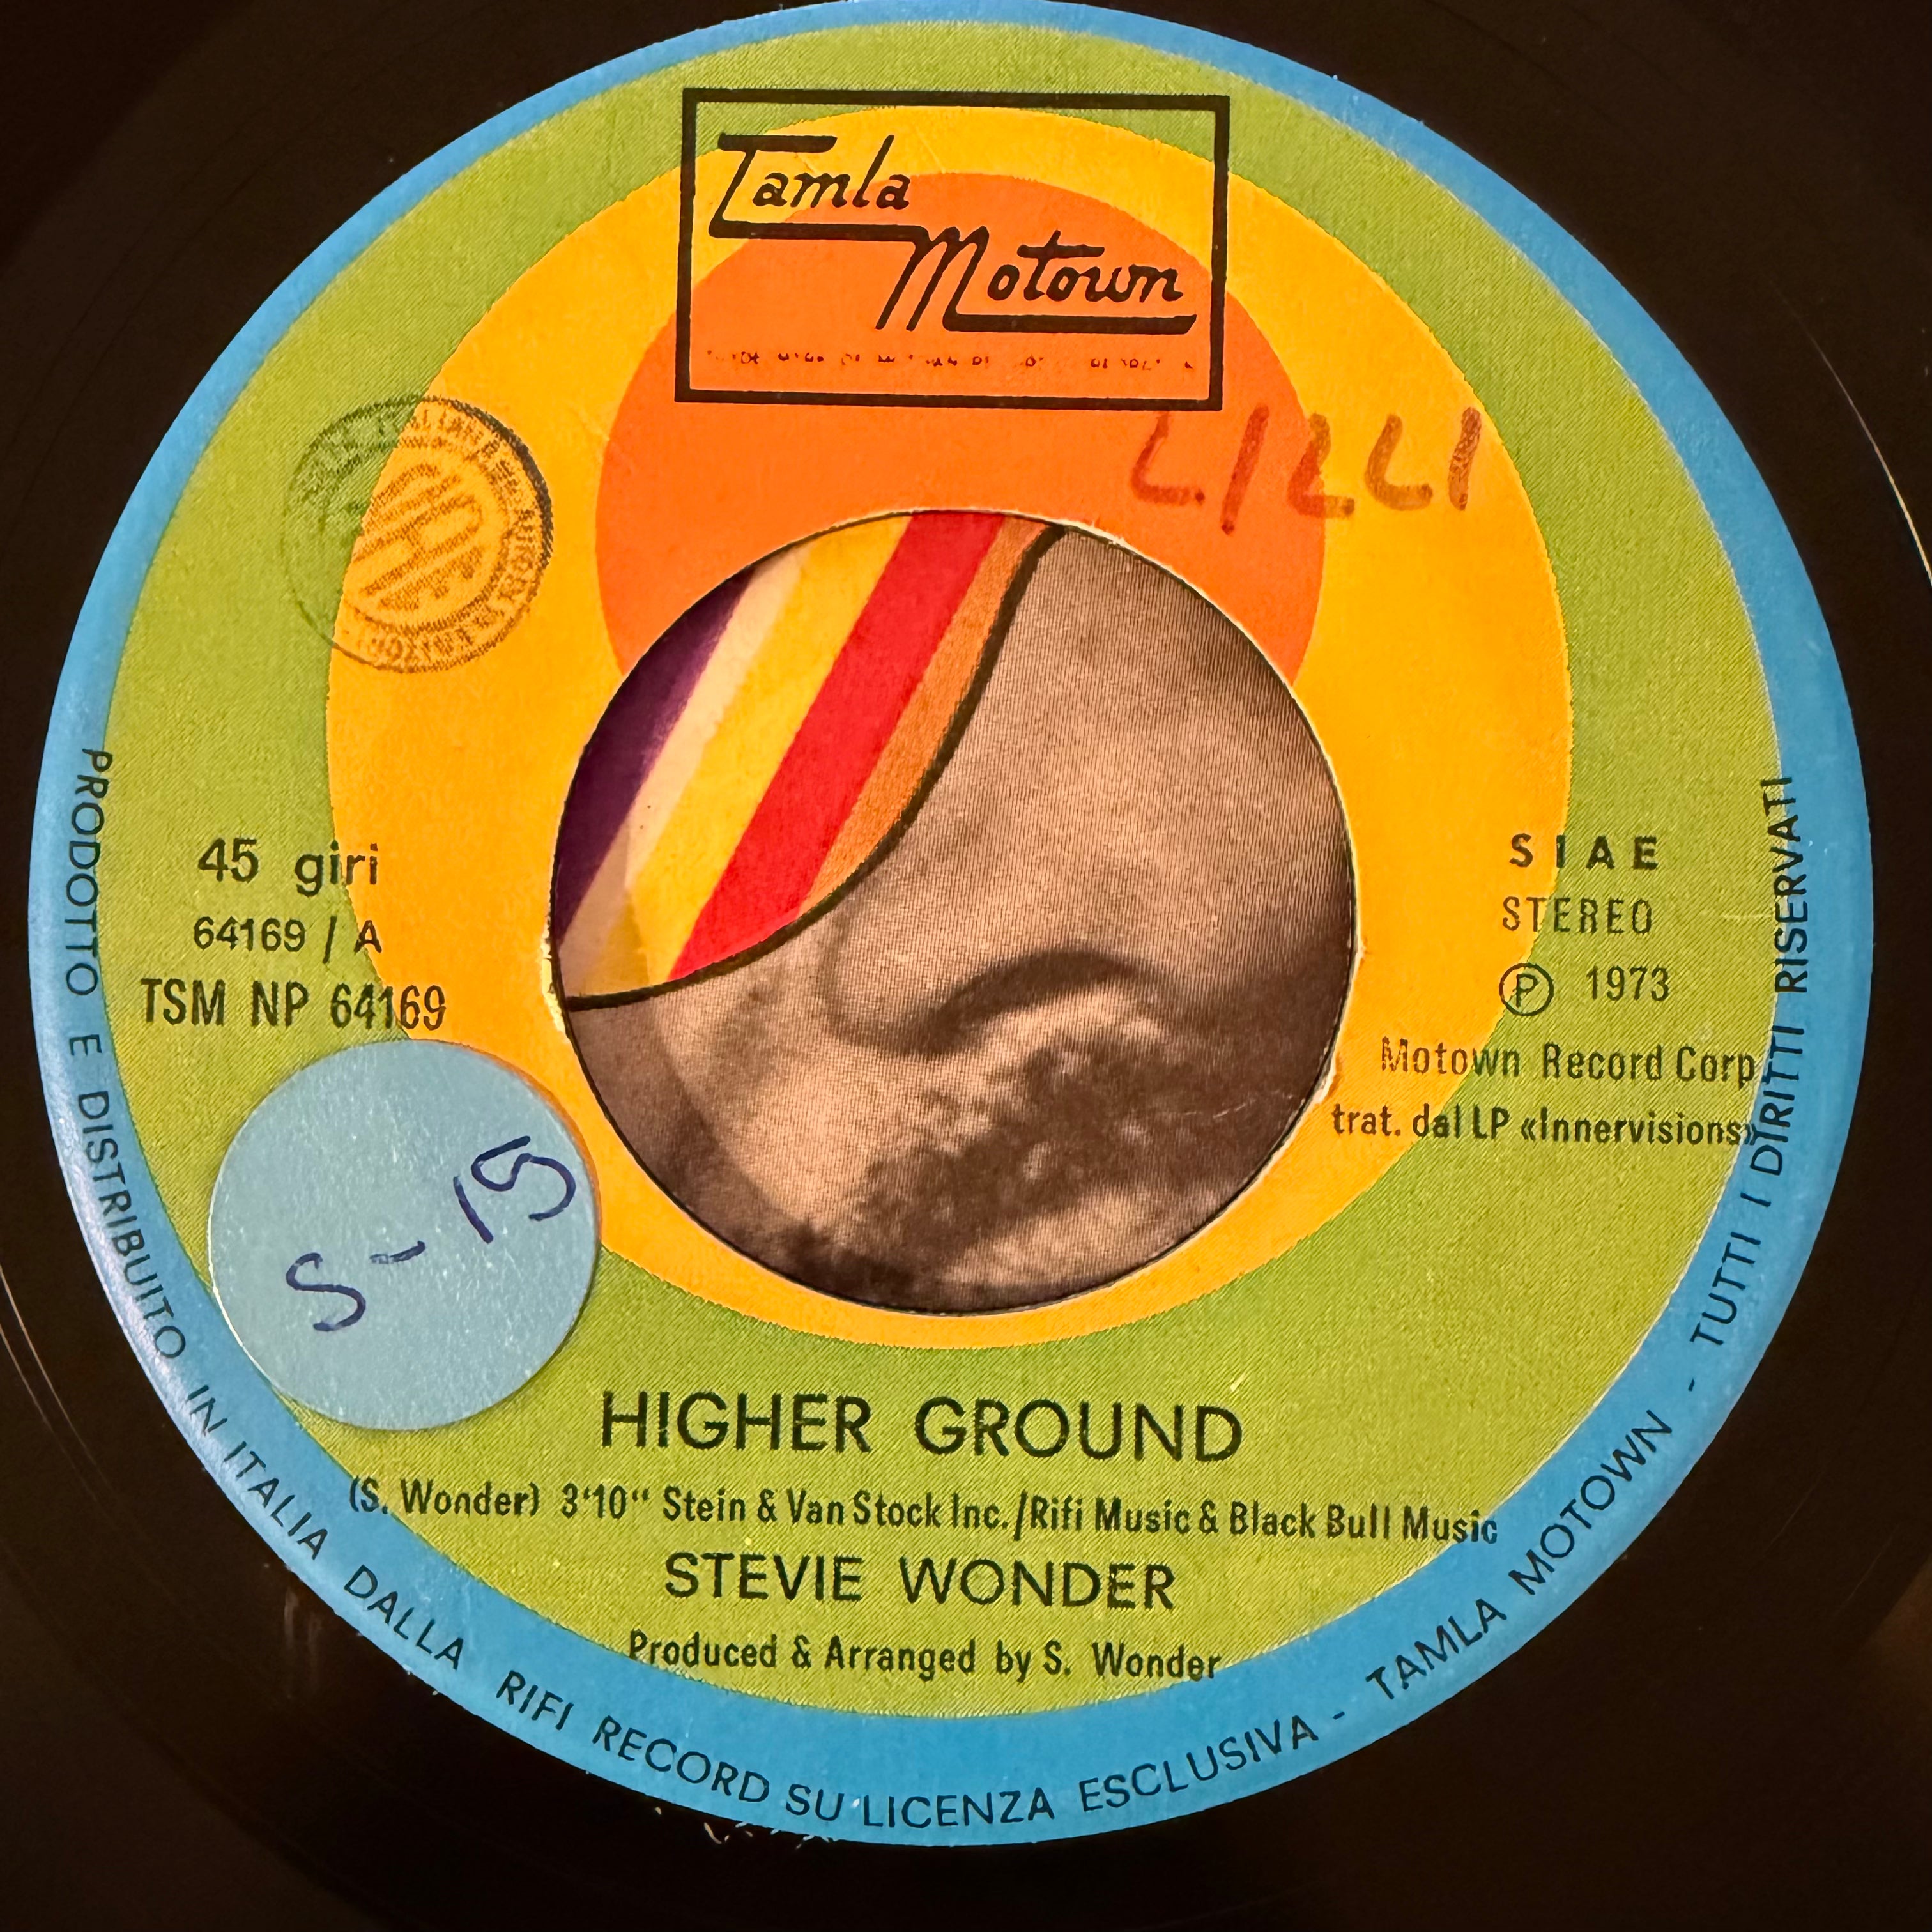 Tamla
Motown
LILLI
45 giri
64169 / A
TSM NP 64169
SIAE
STEREO
Ⓟ 1973
Motown Record Corp
trat. dal LP «Innervisions»
S-19
HIGHER GROUND
(S. Wonder) 3'10“ Stein & Van Stock Inc./Rifi Music & Black Bull Music
STEVIE WONDER
Produced & Arranged by S. Wonder
PRODOTTO E DISTRIBUITO IN ITALIA DALLA RIFI RECORD SU LICENZA ESCLUSIVA - TAMLA MOTOWN - TUTTI I DIRITTI RISERVATI